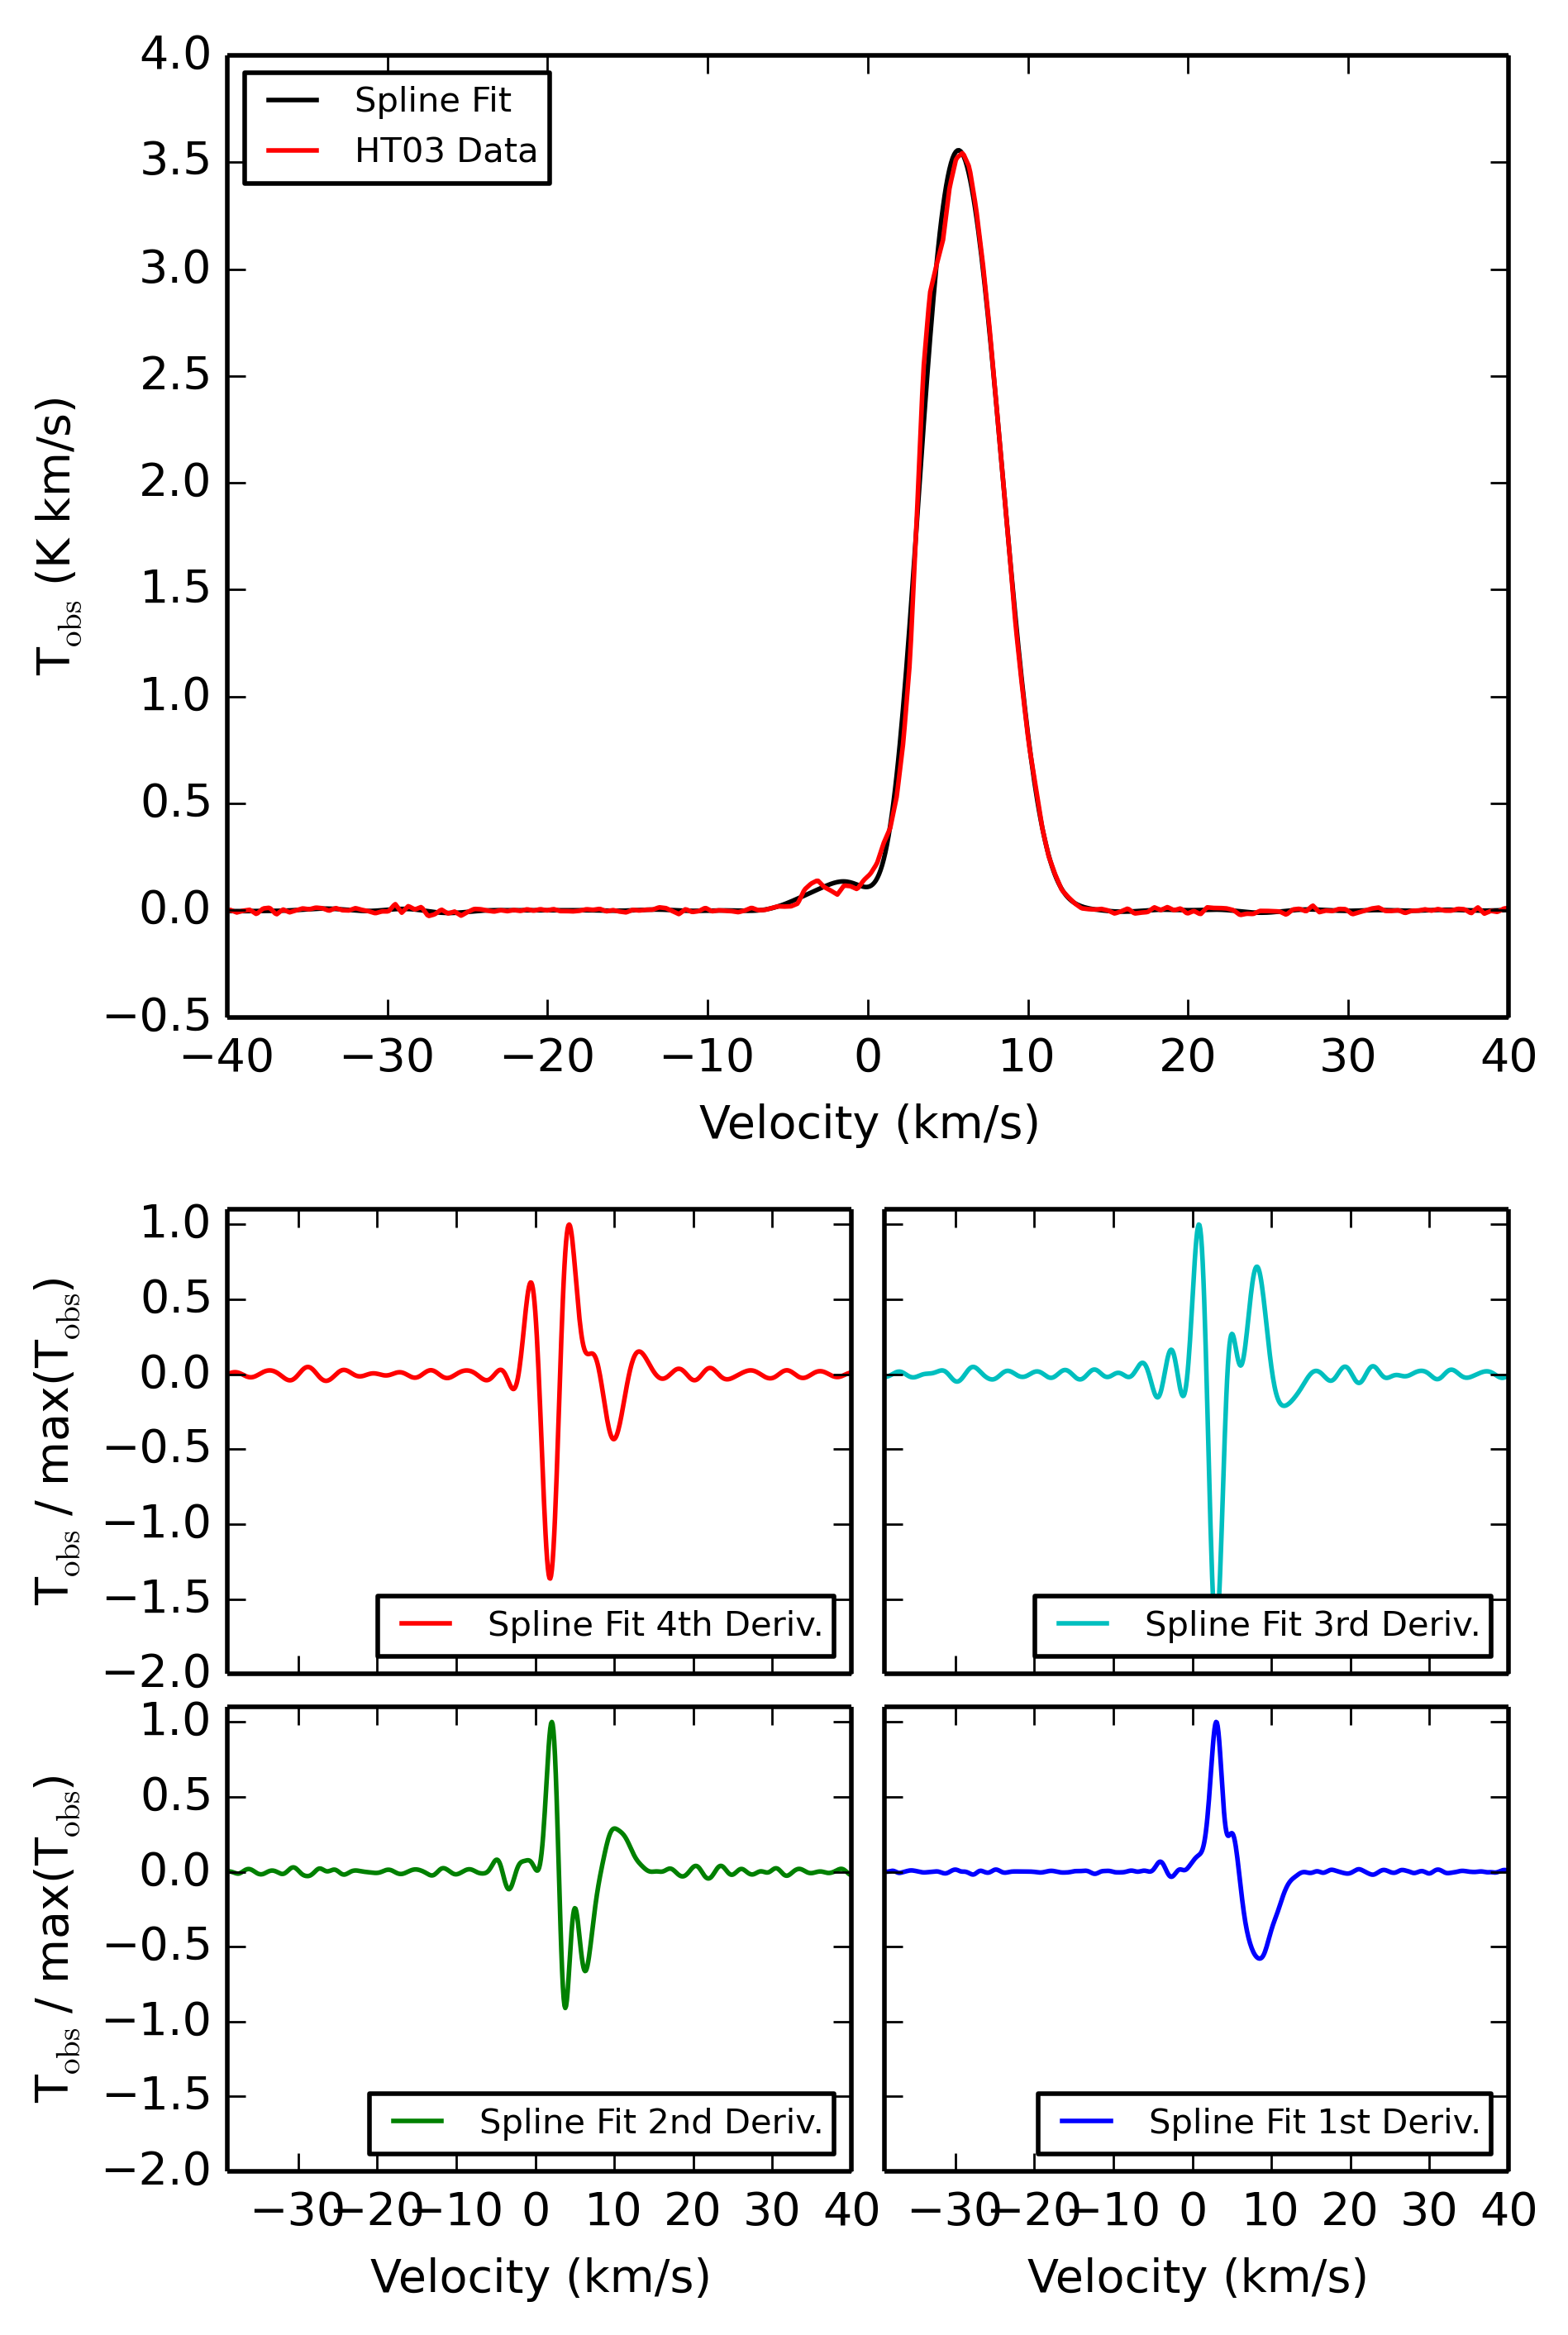 4.0
3.5
3.0
2.5
2.0
1.5
1.0
0.5
0.0
−0.5
T_obs (K km/s)
Spline Fit
HT03 Data
−40 −30 −20 −10 0 10 20 30 40
Velocity (km/s)
1.0
0.5
0.0
−0.5
−1.0
−1.5
−2.0
T_obs / max(T_obs)
Spline Fit 4th Deriv.
Spline Fit 3rd Deriv.
1.0
0.5
0.0
−0.5
−1.0
−1.5
−2.0
T_obs / max(T_obs)
Spline Fit 2nd Deriv.
Spline Fit 1st Deriv.
−30 −20 −10 0 10 20 30 40
−30 −20 −10 0 10 20 30 40
Velocity (km/s)
Velocity (km/s)